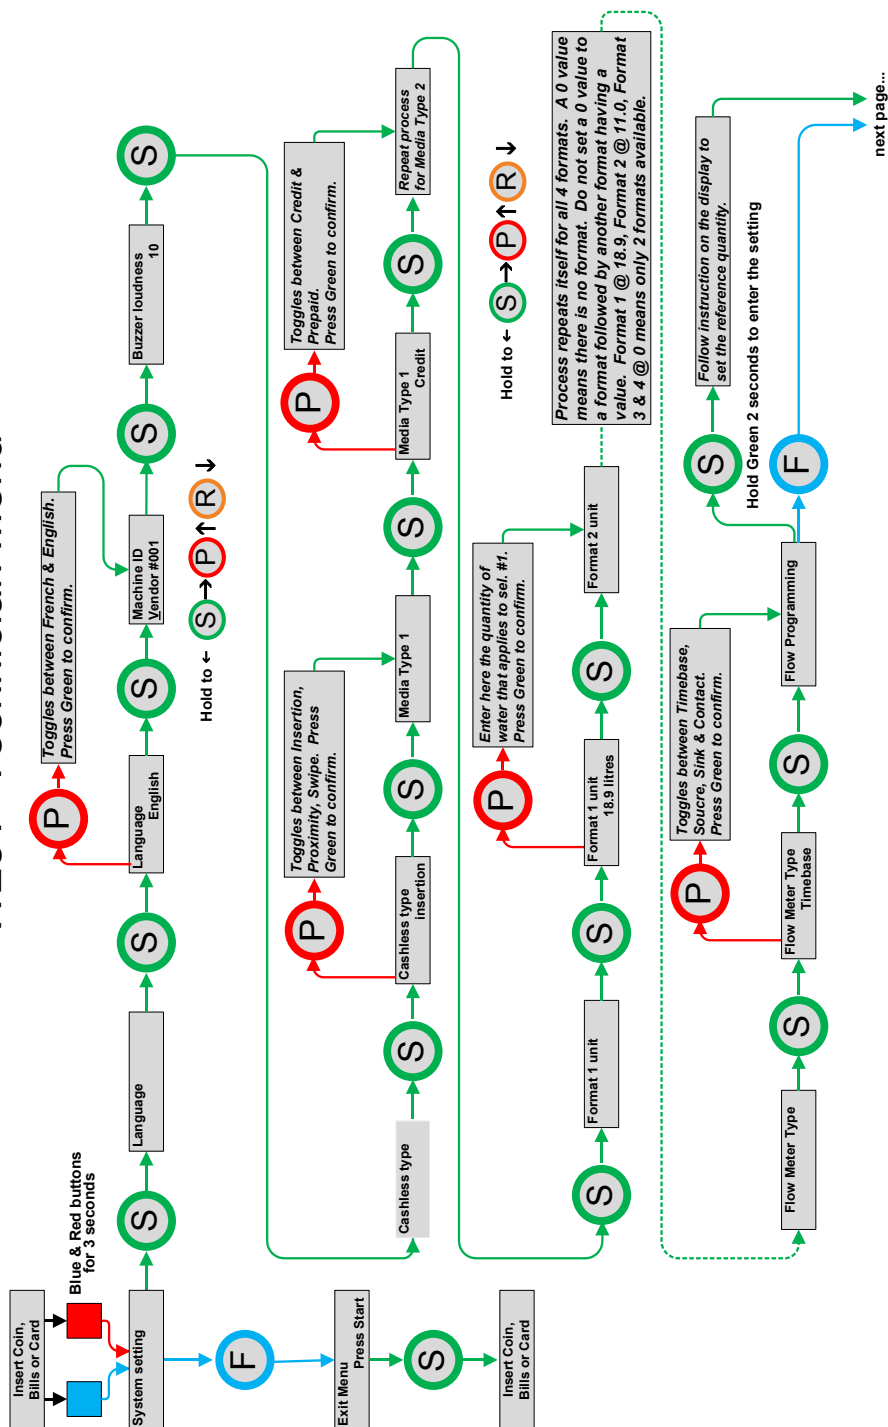 Insert Coin,
Bills or Card
Blue & Red buttons
for 3 seconds
System setting
F
Exit Menu
Press Start
S
Insert Coin,
Bills or Card
S
Language
S
Language
English
P
Toggles between French & English.
Press Green to confirm.
S
Machine ID
Vendor #001
Hold to ← S → P ↑ R ↓
S
Buzzer loudness
10
S
Cashless type
S
Cashless type
insertion
P
Toggles between Insertion,
Proximity, Swipe. Press
Green to confirm.
S
Media Type 1
S
Media Type 1
Credit
P
Toggles between Credit &
Prepaid.
Press Green to confirm.
S
Repeat process
for Media Type 2
S
Format 1 unit
S
Format 1 unit
18.9 litres
P
Enter here the quantity of
water that applies to sel. #1.
Press Green to confirm.
S
Format 2 unit
Hold to ← S → P ↑ R ↓
Process repeats itself for all 4 formats. A 0 value
means there is no format. Do not set a 0 value to
a format followed by another format having a
value. Format 1 @ 18.9, Format 2 @ 11.0, Format
3 & 4 @ 0 means only 2 formats available.
Flow Meter Type
S
Flow Meter Type
Timebase
P
Toggles between Timebase,
Soucre, Sink & Contact.
Press Green to confirm.
S
Flow Programming
S
Hold Green 2 seconds to enter the setting
Follow instruction on the display to
set the reference quantity.
F
next page...